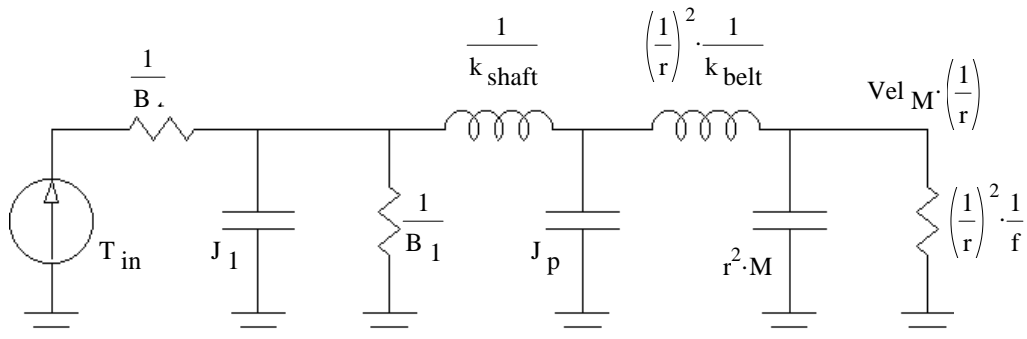 1/B
1/k shaft
(1/r)^2 · 1/k belt
Vel M · (1/r)
T in
J 1
1/B 1
J p
r^2·M
(1/r)^2 · 1/f